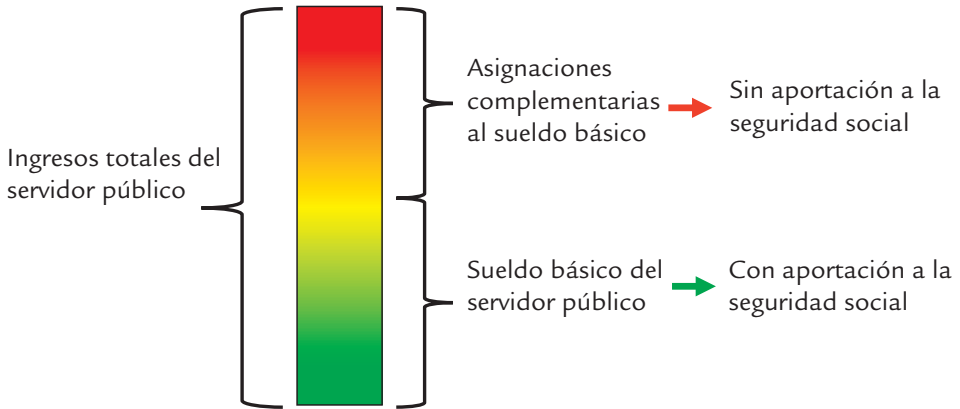 Ingresos totales del
servidor público
Asignaciones
complementarias
al sueldo básico
Sin aportación a la
seguridad social
Sueldo básico del
servidor público
Con aportación a la
seguridad social